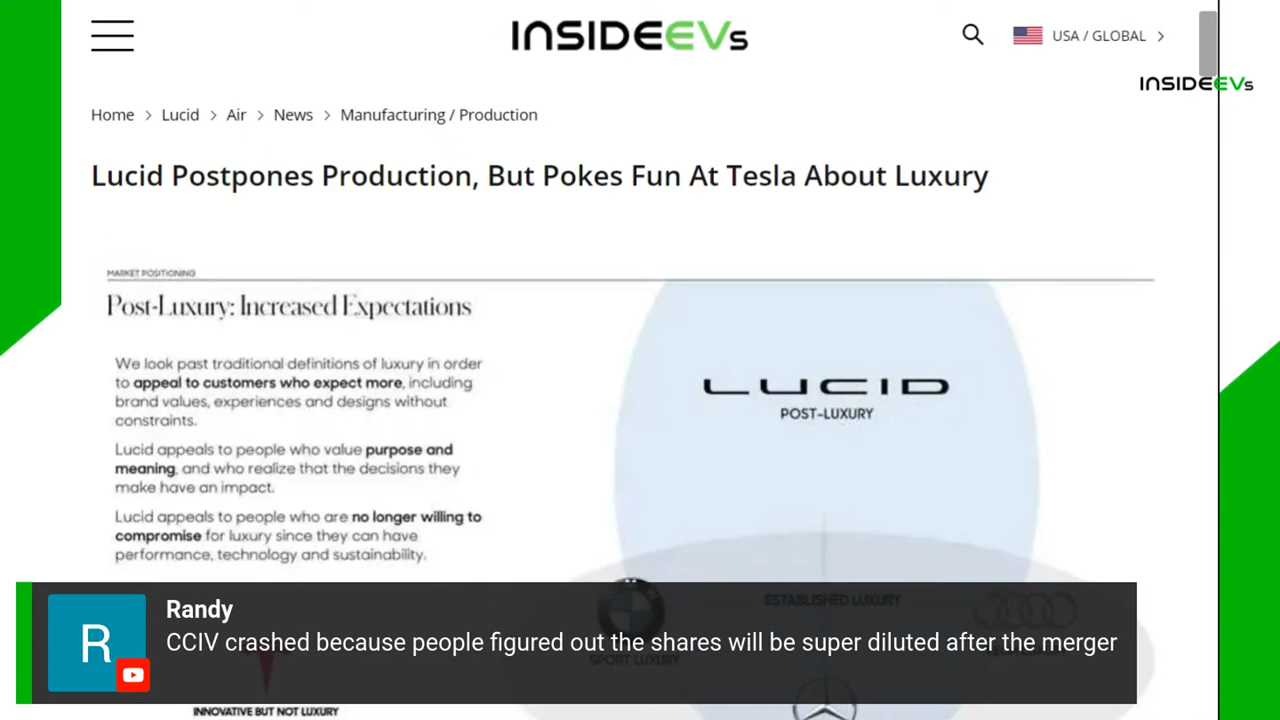 INSIDEEVs
USA / GLOBAL
INSIDEEVs
Home > Lucid > Air > News > Manufacturing / Production
Lucid Postpones Production, But Pokes Fun At Tesla About Luxury
MARKET POSITIONING
Post-Luxury: Increased Expectations
We look past traditional definitions of luxury in order
to appeal to customers who expect more, including
brand values, experiences and designs without
constraints.
Lucid appeals to people who value purpose and
meaning, and who realize that the decisions they
make have an impact.
Lucid appeals to people who are no longer willing to
compromise for luxury since they can have
performance, technology and sustainability.
LUCID
POST-LUXURY
ESTABLISHED LUXURY
SPORT LUXURY
R
Randy
CCIV crashed because people figured out the shares will be super diluted after the merger
INNOVATIVE BUT NOT LUXURY